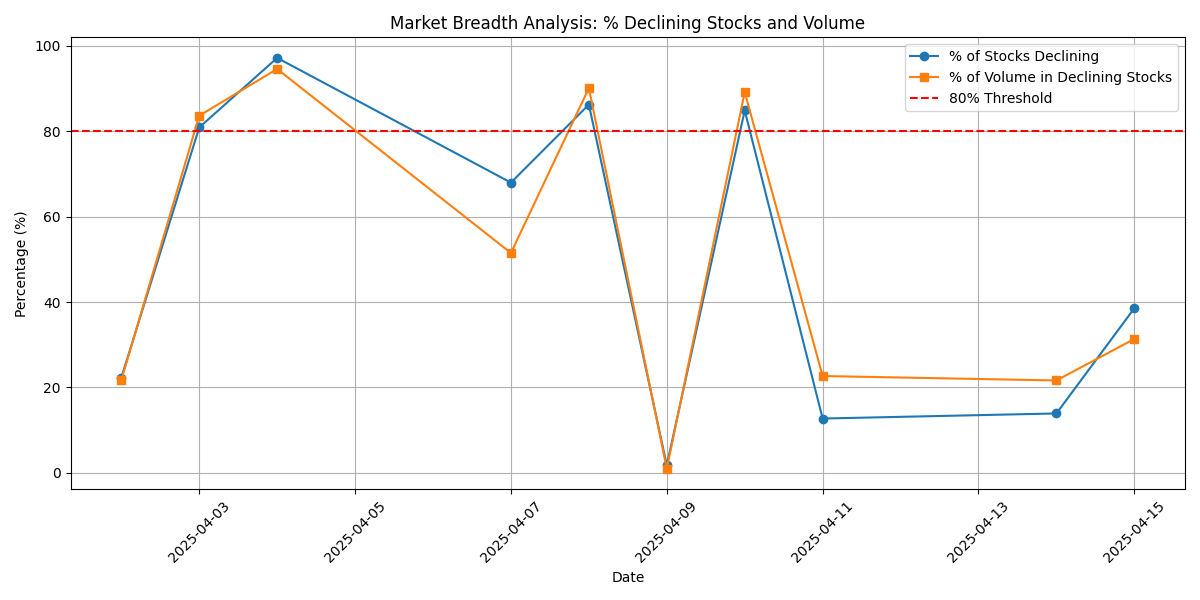 Market Breadth Analysis: % Declining Stocks and Volume
% of Stocks Declining
% of Volume in Declining Stocks
80% Threshold
Percentage (%)
100
80
60
40
20
0
2025-04-03
2025-04-05
2025-04-07
2025-04-09
2025-04-11
2025-04-13
2025-04-15
Date